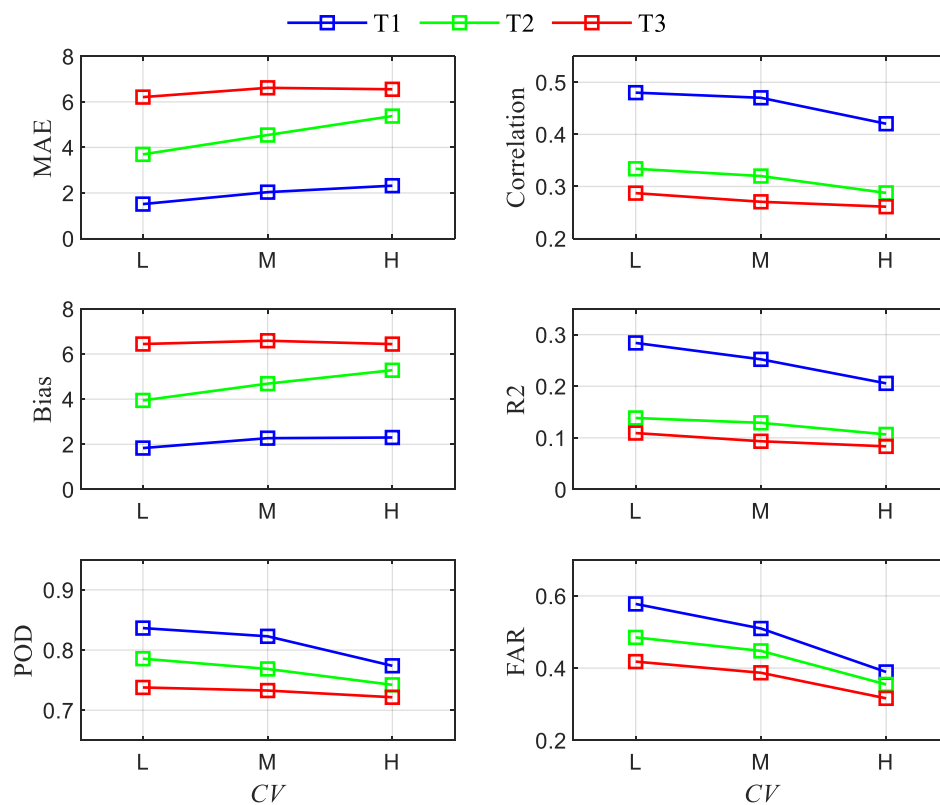 T1 T2 T3
MAE
8
6
4
2
0
L M H
Correlation
0.5
0.4
0.3
0.2
L M H
Bias
8
6
4
2
0
L M H
R2
0.3
0.2
0.1
0
L M H
POD
0.9
0.8
0.7
L M H
CV
FAR
0.6
0.4
0.2
L M H
CV